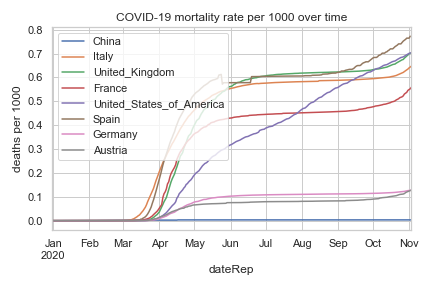 COVID-19 mortality rate per 1000 over time
deaths per 1000
0.8
0.7
0.6
0.5
0.4
0.3
0.2
0.1
0.0
China
Italy
United_Kingdom
France
United_States_of_America
Spain
Germany
Austria
Jan Feb Mar Apr May Jun Jul Aug Sep Oct Nov
2020
dateRep